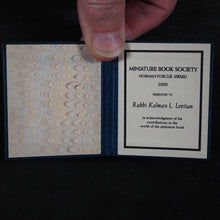 MINIATURE BOOK SOCIETY
NORMAN FORGUE AWARD
2006
PRESENTED TO
Rabbi Kalman L. Levitan
in acknowledgement of his
contributions to the
world of the miniature book